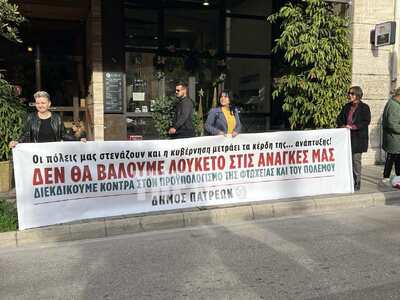 Οι πόλεις μας στενάζουν και η κυβέρνηση μετράει τα κέρδη της... ανάπτυξης!
ΔΕΝ ΘΑ ΒΑΛΟΥΜΕ ΛΟΥΚΕΤΟ ΣΤΙΣ ΑΝΑΓΚΕΣ ΜΑΣ
ΔΙΕΚΔΙΚΟΥΜΕ ΚΟΝΤΡΑ ΣΤΟΝ ΠΡΟΫΠΟΛΟΓΙΣΜΟ ΤΗΣ ΦΤΩΧΕΙΑΣ ΚΑΙ ΤΟΥ ΠΟΛΕΜΟΥ
ΔΗΜΟΣ ΠΑΤΡΕΩΝ